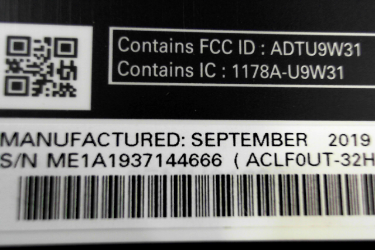 Contains FCC ID : ADTU9W31
Contains IC : 1178A-U9W31
MANUFACTURED: SEPTEMBER 2019
S/N ME1A1937144666 ( ACLF0UT-32H